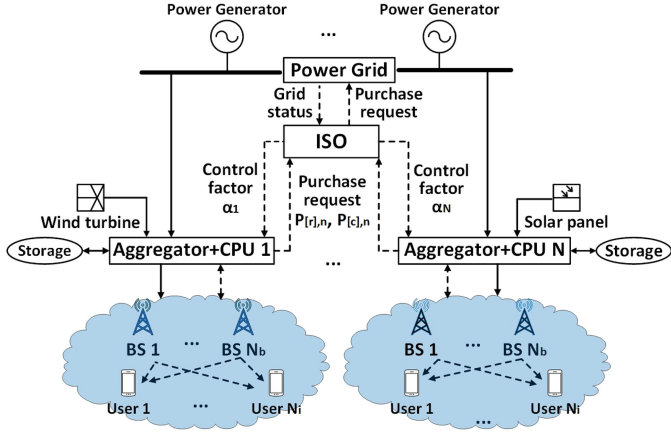 Power Generator
Power Generator
...
Power Grid
Grid
status
Purchase
request
ISO
Control
factor
α1
Purchase
request
P[r],n, P[c],n
Control
factor
αN
Wind turbine
Solar panel
Storage
Aggregator+CPU 1
...
Aggregator+CPU N
Storage
BS 1
...
BS Nb
User 1
...
User Ni
BS 1
...
BS Nb
User 1
...
User Ni